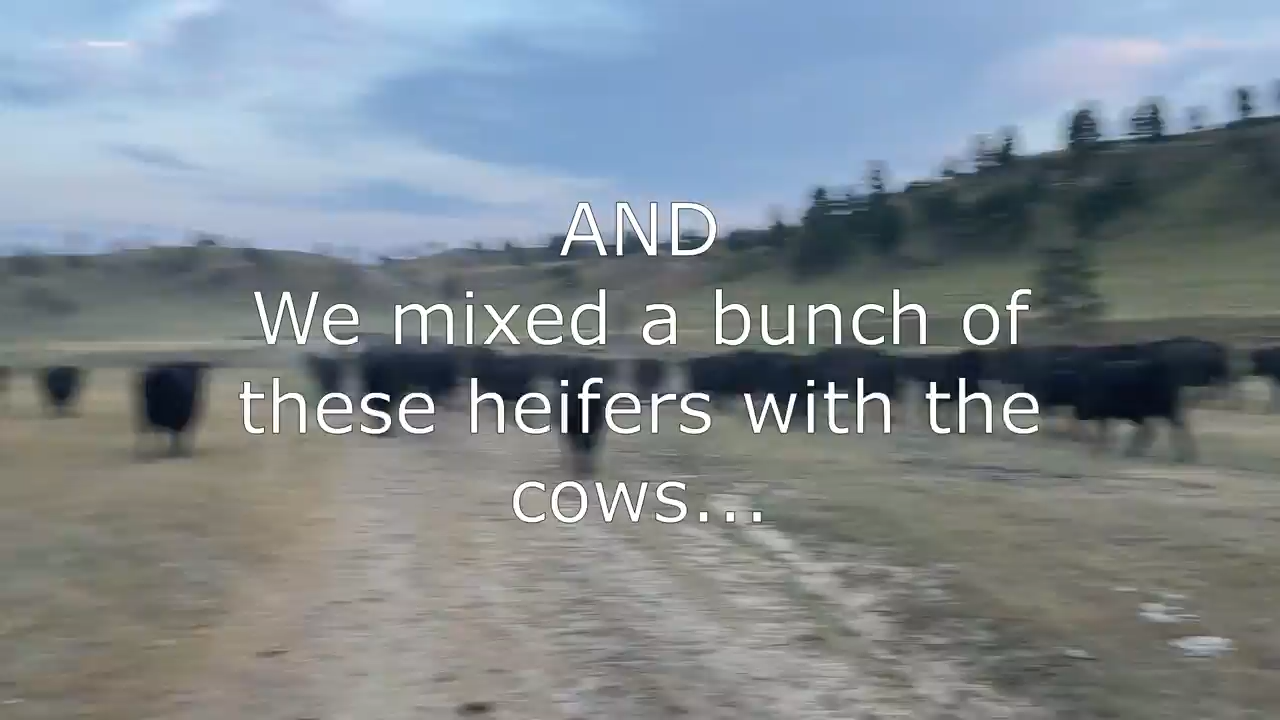 AND
We mixed a bunch of
these heifers with the
cows...